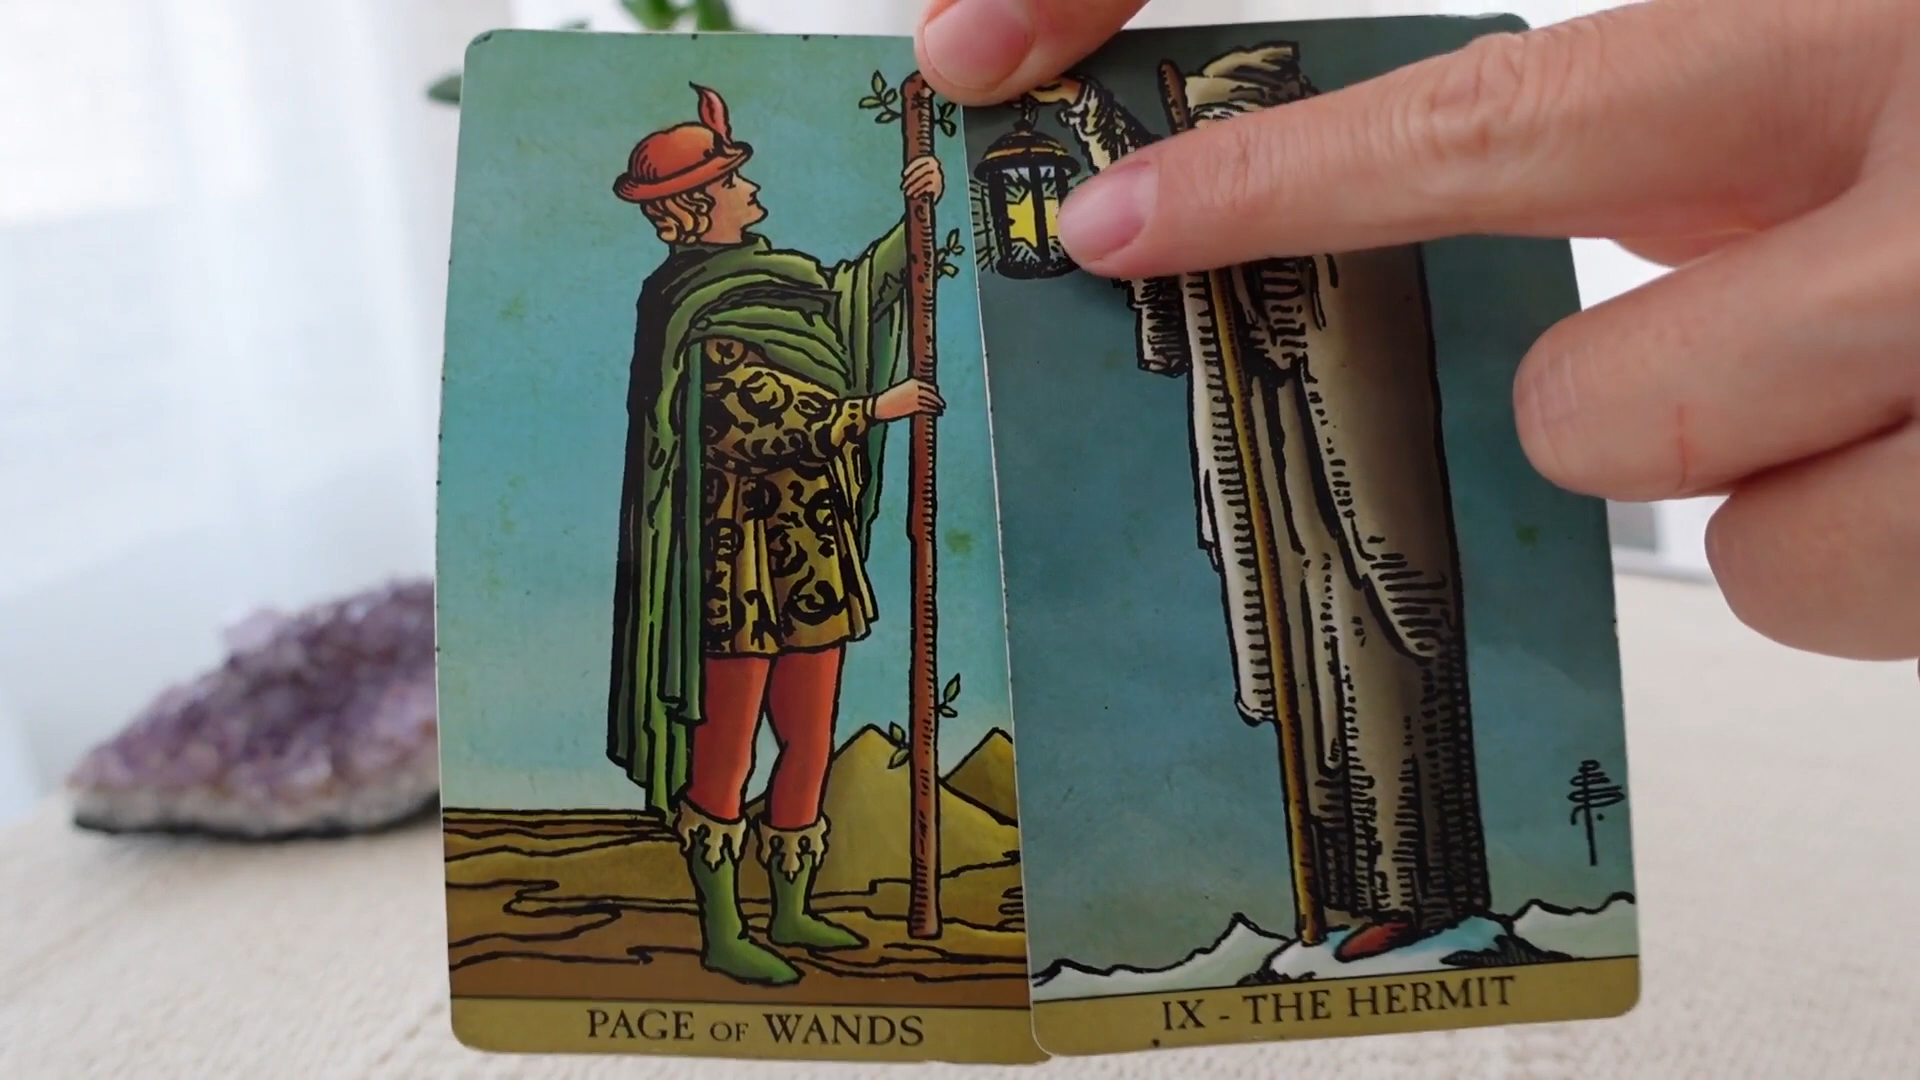 PAGE OF WANDS
IX - THE HERMIT